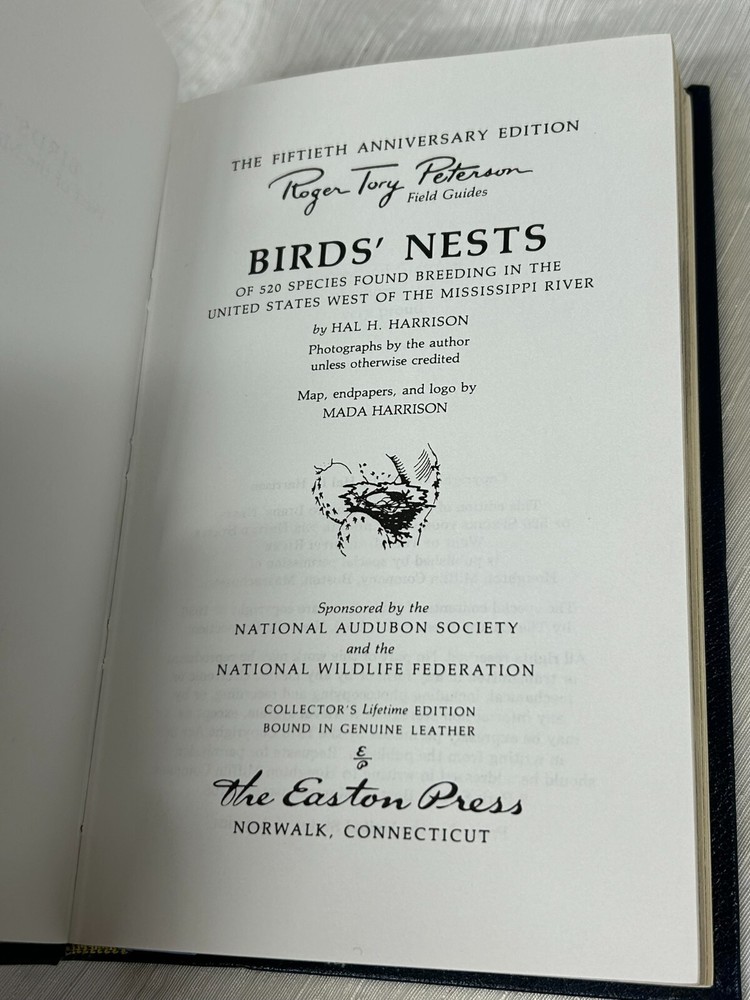 THE FIFTIETH ANNIVERSARY EDITION
Roger Tory Peterson
Field Guides
BIRDS' NESTS
OF 520 SPECIES FOUND BREEDING IN THE
UNITED STATES WEST OF THE MISSISSIPPI RIVER
by HAL H. HARRISON
Photographs by the author
unless otherwise credited
Map, endpapers, and logo by
MADA HARRISON
Sponsored by the
NATIONAL AUDUBON SOCIETY
and the
NATIONAL WILDLIFE FEDERATION
COLLECTOR'S Lifetime EDITION
BOUND IN GENUINE LEATHER
E
P
The Easton Press
NORWALK, CONNECTICUT